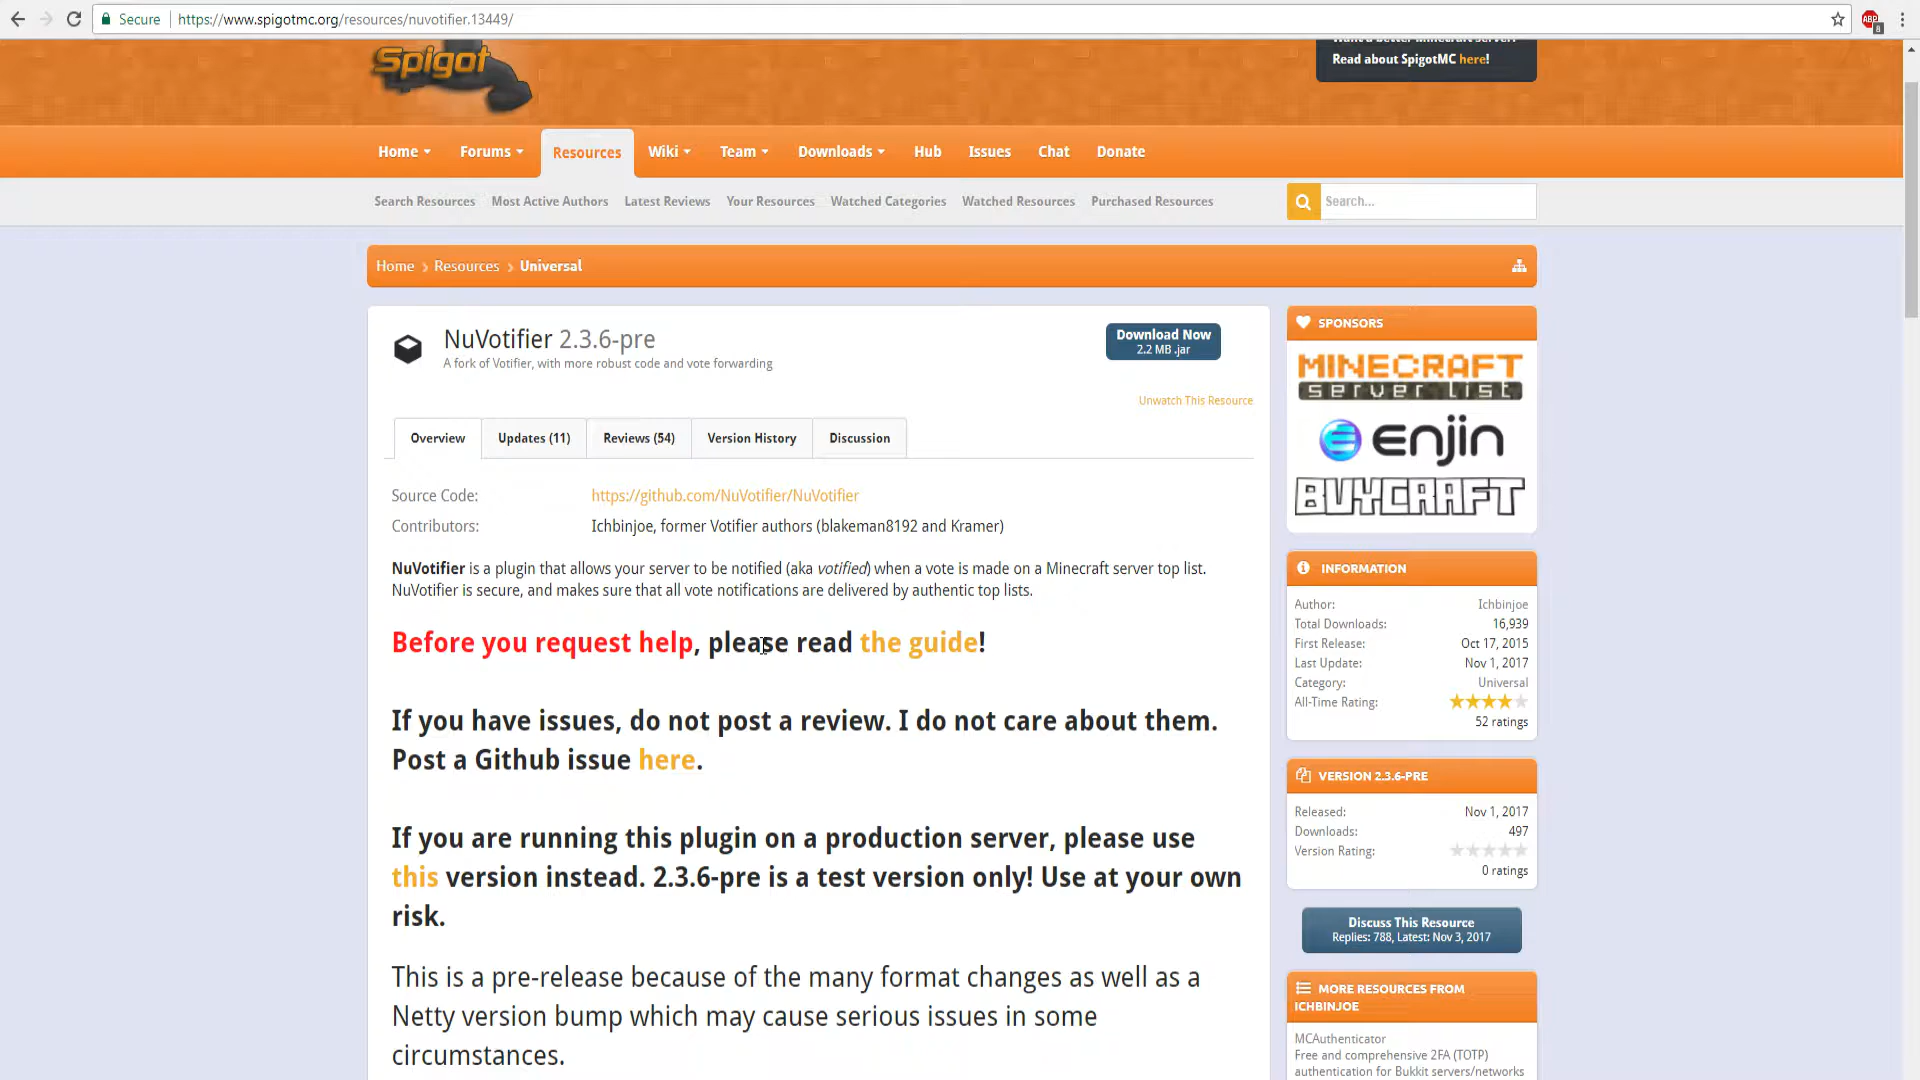 Secure
https://www.spigotmc.org/resources/nuvotifier.13449/
ABP
8
Spigot
Read about SpigotMC here!
Home
Forums
Resources
Wiki
Team
Downloads
Hub
Issues
Chat
Donate
Search Resources
Most Active Authors
Latest Reviews
Your Resources
Watched Categories
Watched Resources
Purchased Resources
Search...
Home
Resources
Universal
NuVotifier 2.3.6-pre
A fork of Votifier, with more robust code and vote forwarding
Download Now
2.2 MB .jar
Unwatch This Resource
Overview
Updates (11)
Reviews (54)
Version History
Discussion
Source Code: https://github.com/NuVotifier/NuVotifier
Contributors: Ichbinjoe, former Votifier authors (blakeman8192 and Kramer)
NuVotifier is a plugin that allows your server to be notified (aka votified) when a vote is made on a Minecraft server top list.
NuVotifier is secure, and makes sure that all vote notifications are delivered by authentic top lists.
Before you request help, please read the guide!
If you have issues, do not post a review. I do not care about them.
Post a Github issue here.
If you are running this plugin on a production server, please use
this version instead. 2.3.6-pre is a test version only! Use at your own
risk.
This is a pre-release because of the many format changes as well as a
Netty version bump which may cause serious issues in some
circumstances.
SPONSORS
MINECRAFT
server list
enjin
BUYCRAFT
INFORMATION
Author: Ichbinjoe
Total Downloads: 16,939
First Release: Oct 17, 2015
Last Update: Nov 1, 2017
Category: Universal
All-Time Rating:
52 ratings
VERSION 2.3.6-PRE
Released: Nov 1, 2017
Downloads: 497
Version Rating:
0 ratings
Discuss This Resource
Replies: 788, Latest: Nov 3, 2017
MORE RESOURCES FROM
ICHBINJOE
MCAuthenticator
Free and comprehensive 2FA (TOTP)
authentication for Bukkit servers/networks